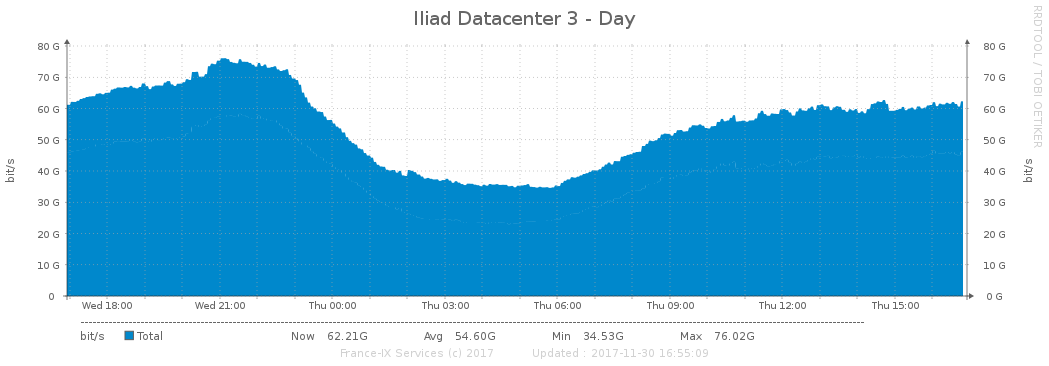 Iliad Datacenter 3 - Day
RRDTOOL / TOBI OETIKER
80 G 80 G
70 G 70 G
60 G 60 G
50 G 50 G
40 G 40 G
30 G 30 G
20 G 20 G
10 G 10 G
0 0 G
bit/s bit/s
Wed 18:00 Wed 21:00 Thu 00:00 Thu 03:00 Thu 06:00 Thu 09:00 Thu 12:00 Thu 15:00
bit/s Total Now 62.21G Avg 54.60G Min 34.53G Max 76.02G
France-IX Services (c) 2017 Updated : 2017-11-30 16:55:09